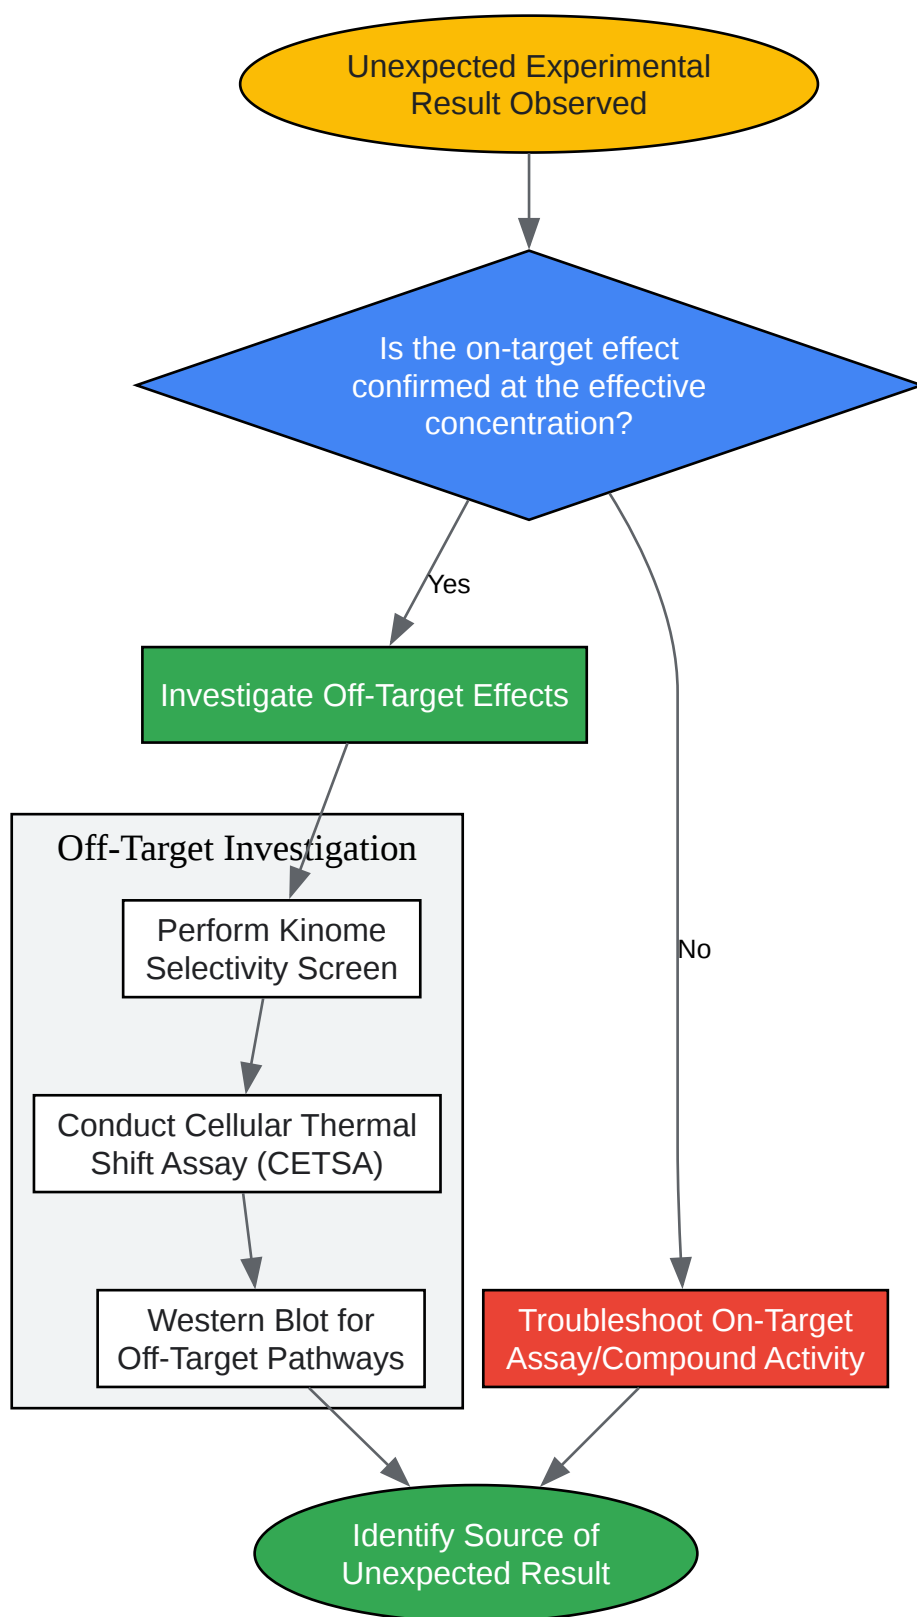 Unexpected Experimental
Result Observed
Is the on-target effect
confirmed at the effective
concentration?
Yes
Investigate Off-Target Effects
Off-Target Investigation
Perform Kinome
Selectivity Screen
No
Conduct Cellular Thermal
Shift Assay (CETSA)
Western Blot for
Off-Target Pathways
Troubleshoot On-Target
Assay/Compound Activity
Identify Source of
Unexpected Result